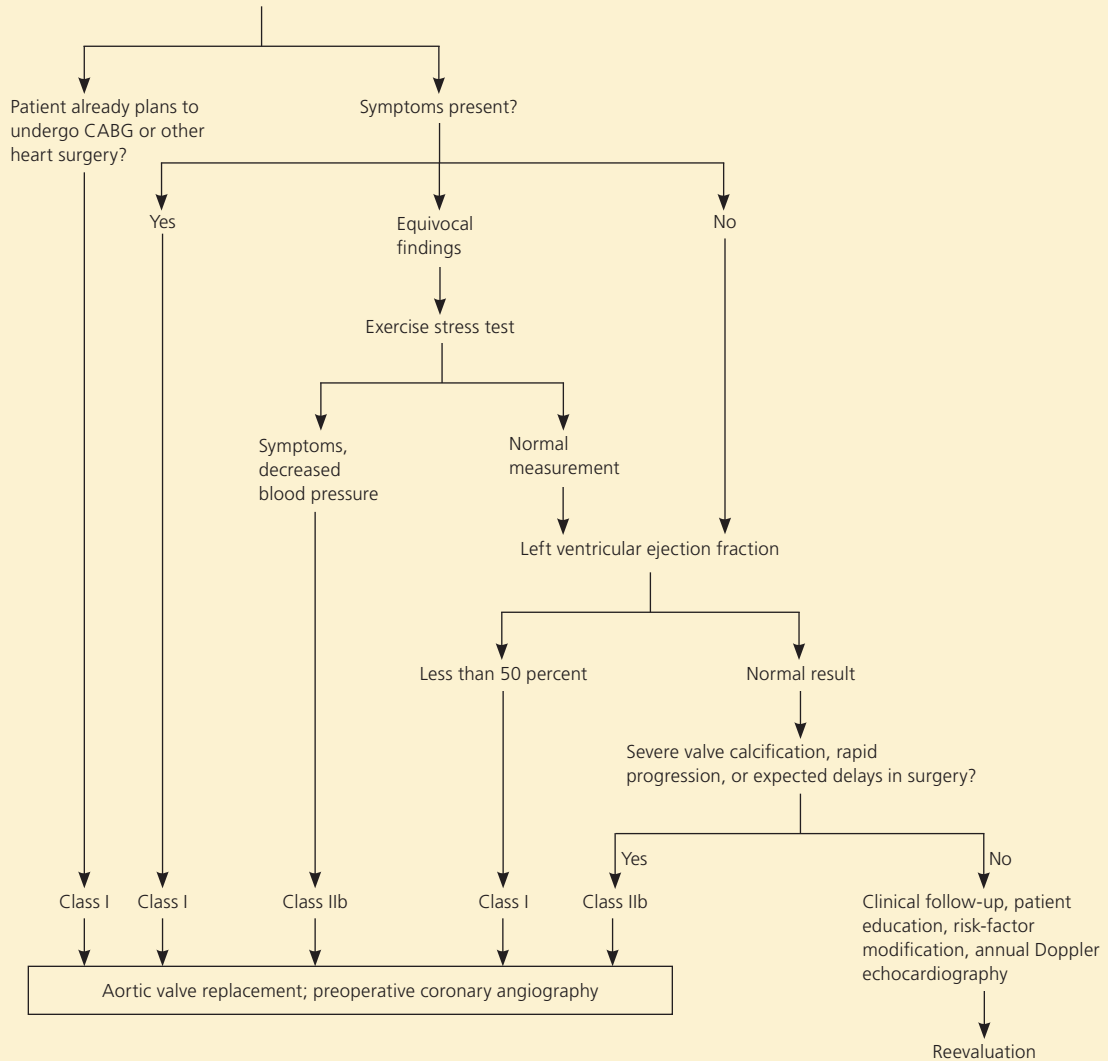 Patient already plans to
undergo CABG or other
heart surgery?
Symptoms present?
Yes
Equivocal
findings
No
Exercise stress test
Symptoms,
decreased
blood pressure
Normal
measurement
Left ventricular ejection fraction
Less than 50 percent
Normal result
Severe valve calcification, rapid
progression, or expected delays in surgery?
Yes
No
Class I
Class I
Class IIb
Class I
Class IIb
Clinical follow-up, patient
education, risk-factor
modification, annual Doppler
echocardiography
Aortic valve replacement; preoperative coronary angiography
Reevaluation